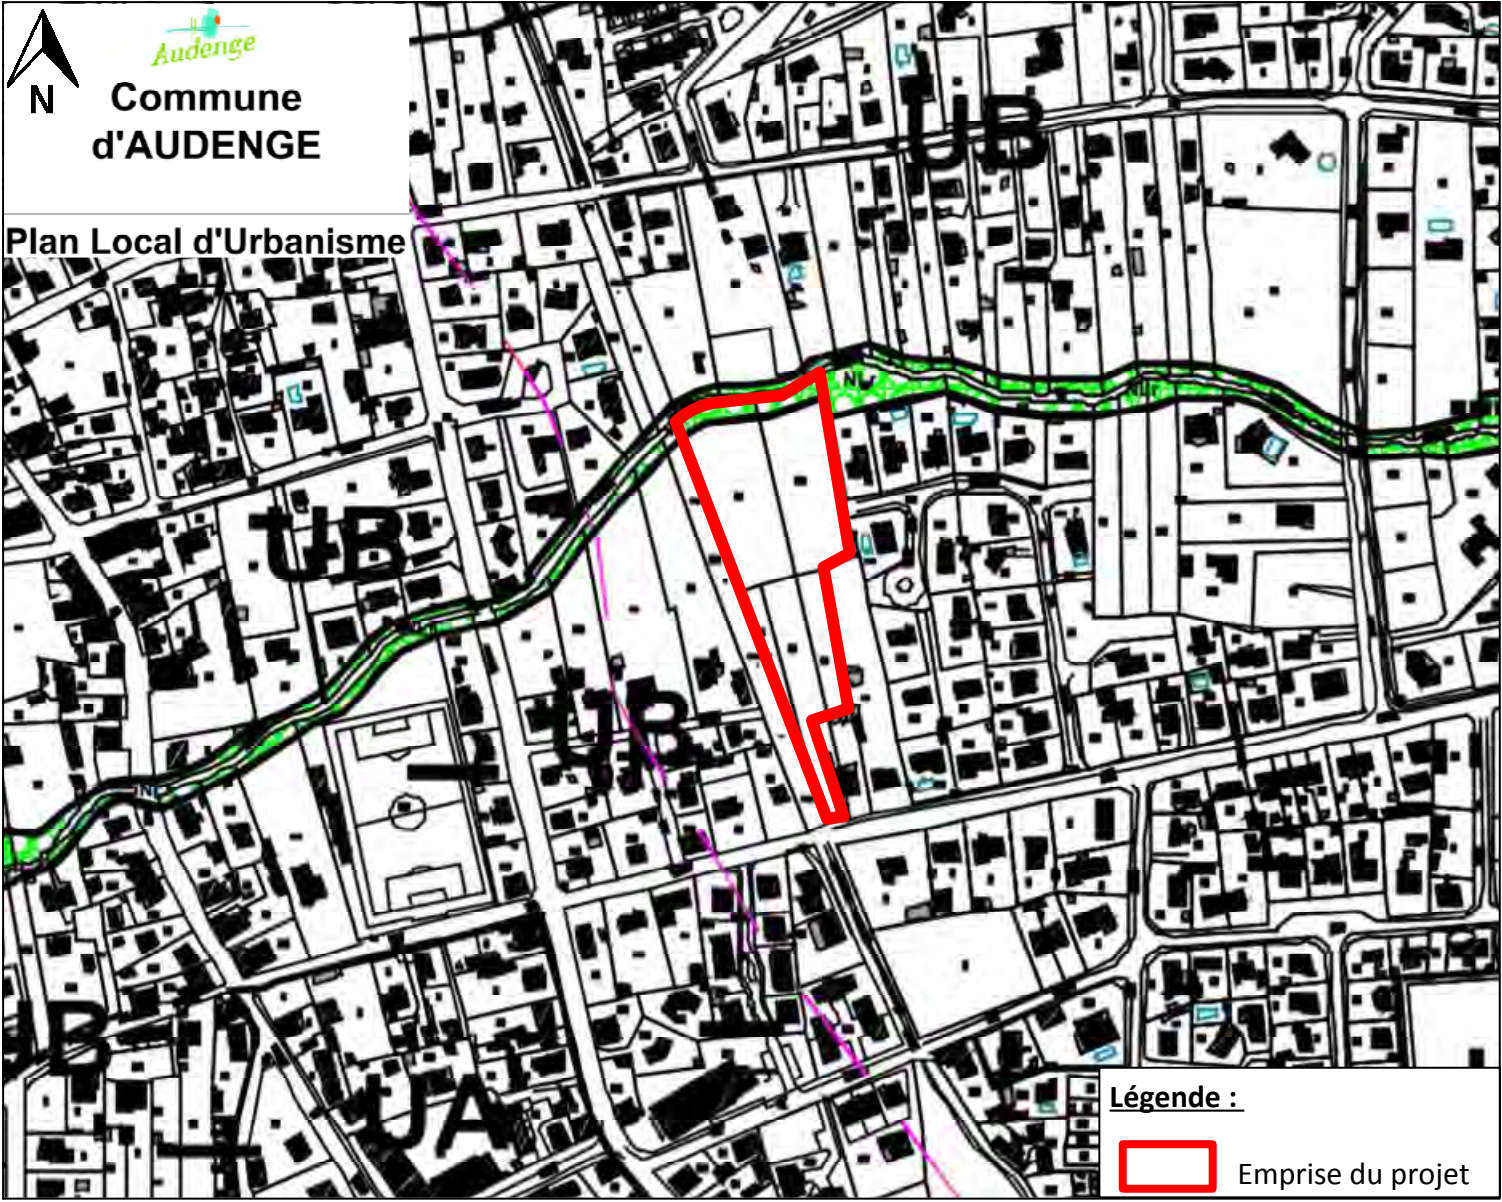 Audenge
N
Commune
d'AUDENGE
Plan Local d'Urbanisme
UB
UB
UB
UB
UA
Légende :
Emprise du projet